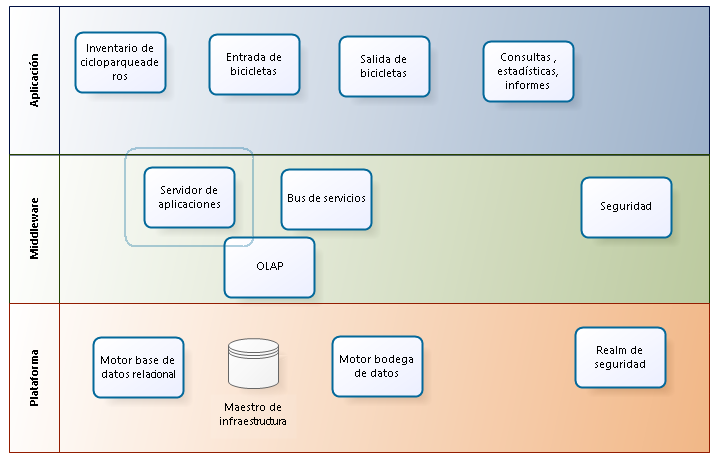 Aplicación
Inventario de
cicloparqueade
ros
Entrada de
bicicletas
Salida de
bicicletas
Consultas ,
estadísticas,
informes
Middleware
Servidor de
aplicaciones
Bus de servicios
OLAP
Seguridad
Plataforma
Motor base de
datos relacional
Maestro de
infraestructura
Motor bodega
de datos
Realm de
seguridad